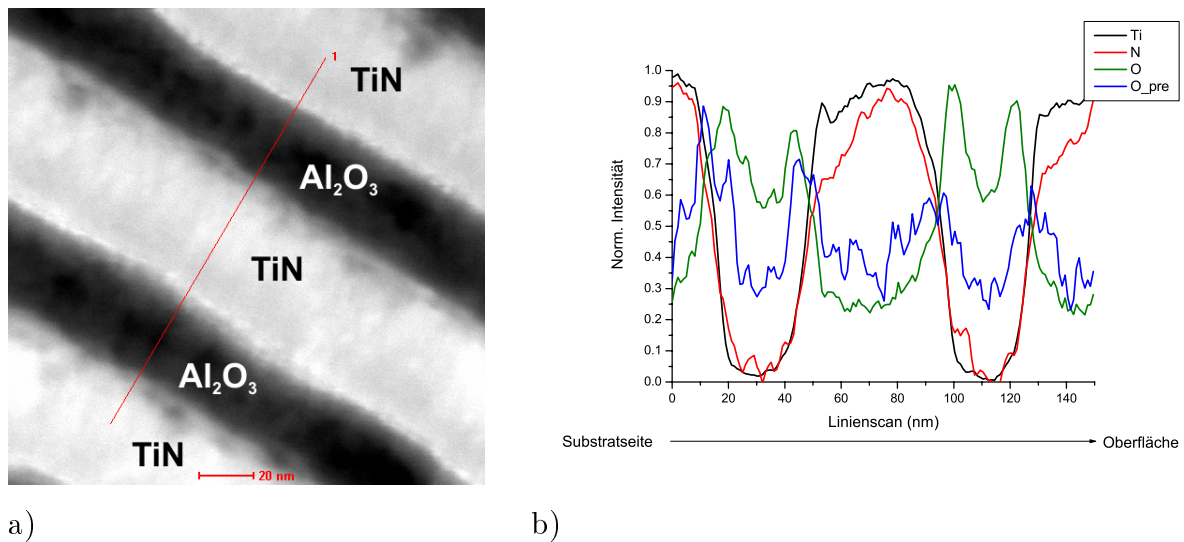 1
TiN
Al₂O₃
TiN
Al₂O₃
TiN
20 nm
a)
Ti
N
O
O_pre
Norm. Intensität
1.0
0.9
0.8
0.7
0.6
0.5
0.4
0.3
0.2
0.1
0.0
0 20 40 60 80 100 120 140
Linienscan (nm)
Substratseite Oberfläche
b)